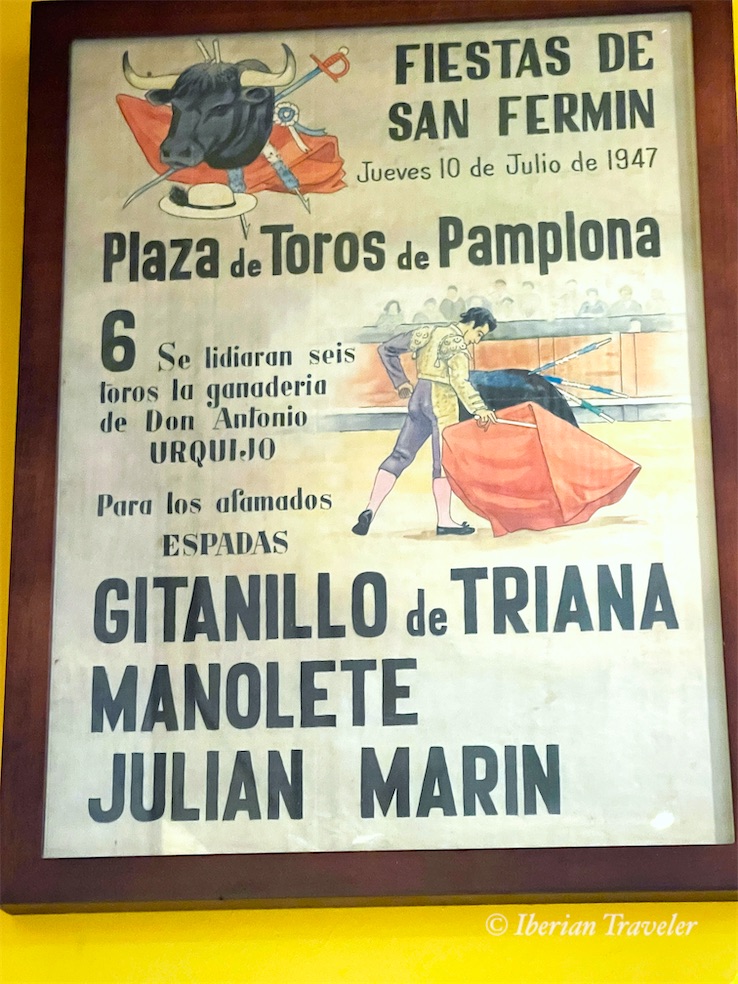 FIESTAS DE
SAN FERMIN
Jueves 10 de Julio de 1947
Plaza de Toros de Pamplona
6 Se lidiaran seis
toros la ganaderia
de Don Antonio
URQUIJO
Para los afamados
ESPADAS
GITANILLO de TRIANA
MANOLETE
JULIAN MARIN
© Iberian Traveler